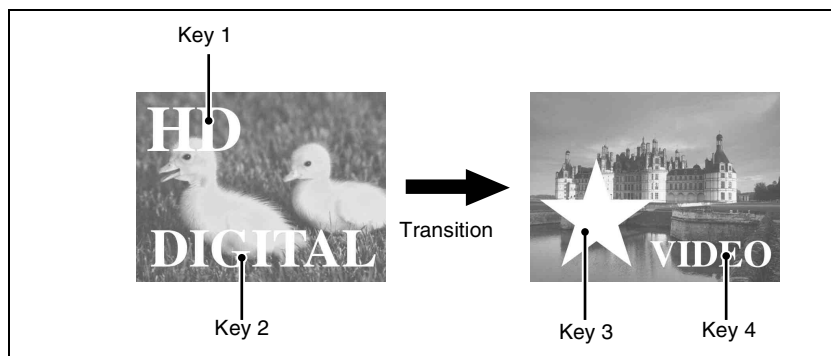 Key 1
HD
DIGITAL
Key 2
Transition
VIDEO
Key 3
Key 4